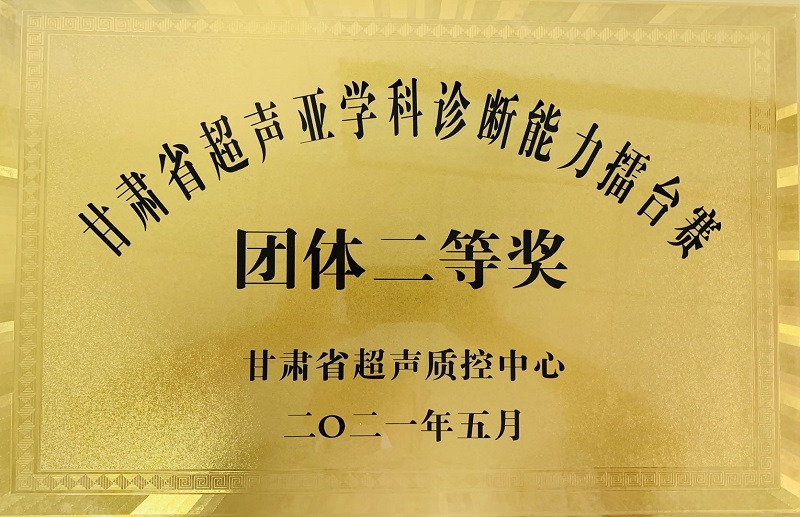 甘肃省超声亚学科诊断能力擂台赛
团体二等奖
甘肃省超声质控中心
二〇二一年五月